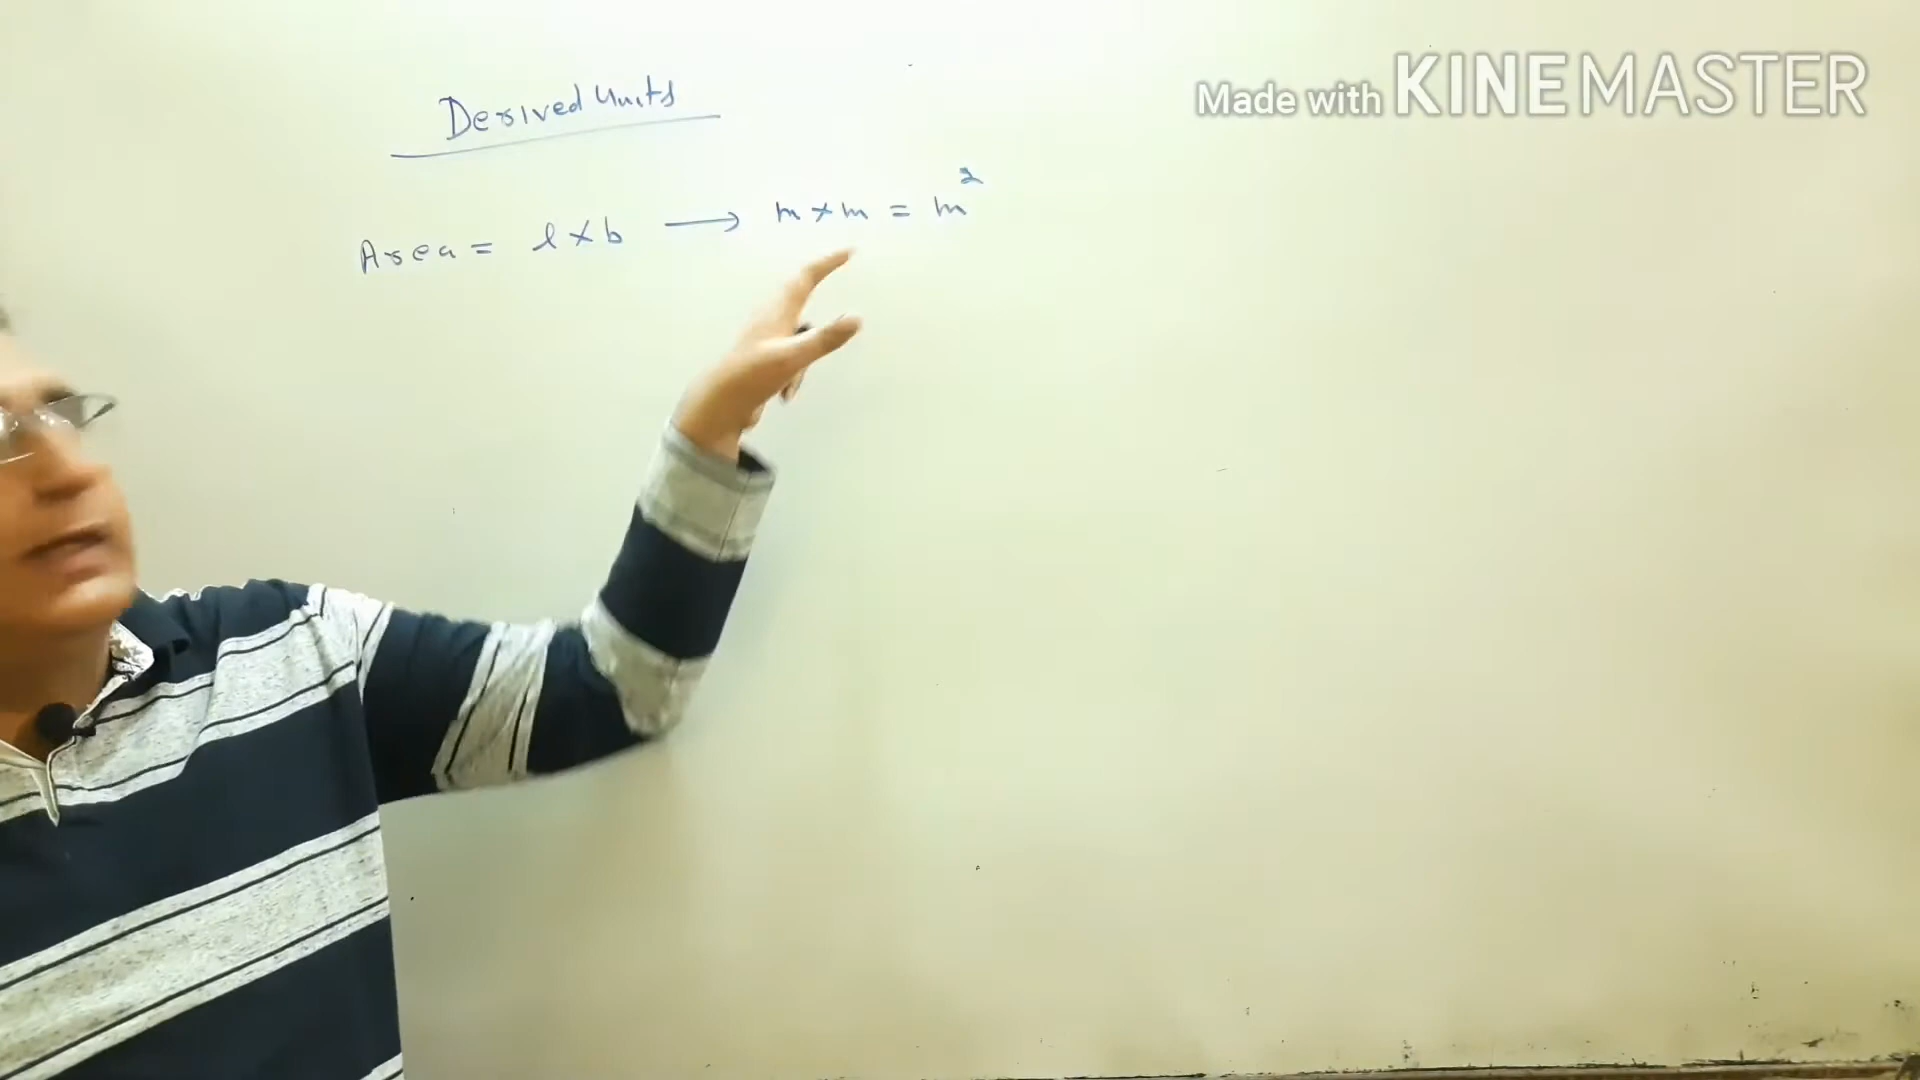 Made with KINEMASTER
Derived Units
Area = l × b → m × m = m²